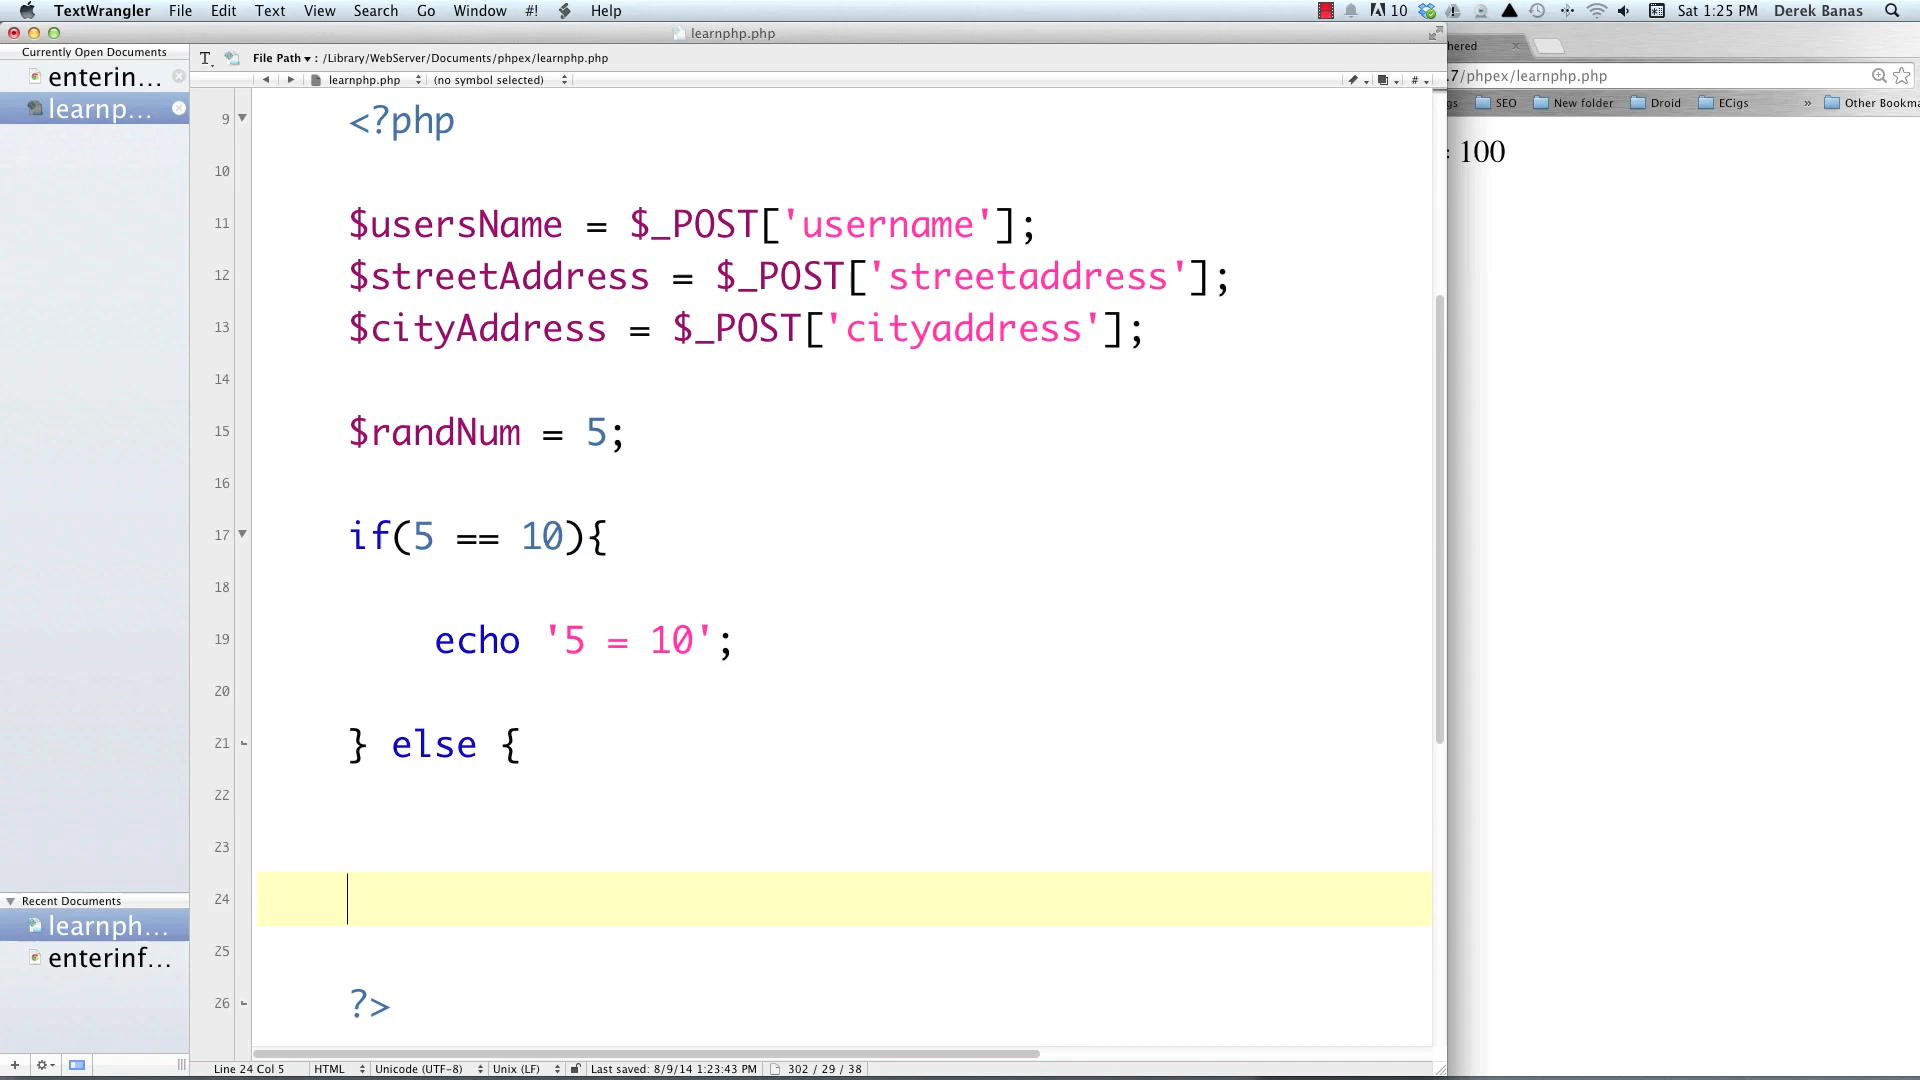 TextWrangler File Edit Text View Search Go Window #! Help
10 Sat 1:25 PM Derek Banas
learnphp.php
Currently Open Documents
enterin...
learnp...
File Path ▾ : /Library/WebServer/Documents/phpex/learnphp.php
learnphp.php (no symbol selected)
9 <?php
10
11 $usersName = $_POST['username'];
12 $streetAddress = $_POST['streetaddress'];
13 $cityAddress = $_POST['cityaddress'];
14
15 $randNum = 5;
16
17 if(5 == 10){
18
19 echo '5 = 10';
20
21 } else {
22
23
24
25
26 ?>
Recent Documents
learnph...
enterinf...
Line 24 Col 5 HTML Unicode (UTF-8) Unix (LF) Last saved: 8/9/14 1:23:43 PM 302 / 29 / 38
hered
.7/phpex/learnphp.php
gs SEO New folder Droid ECigs » Other Bookma
: 100